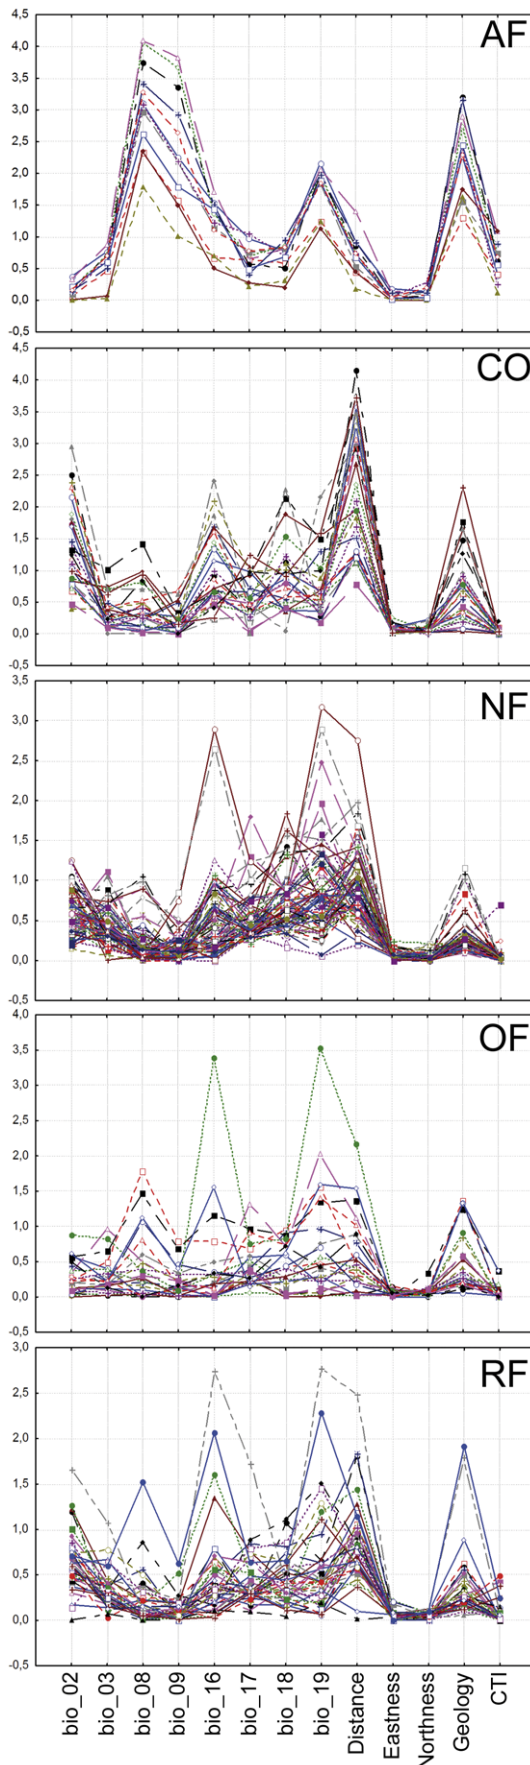 AF
4,5
4,0
3,5
3,0
2,5
2,0
1,5
1,0
0,5
0,0
-0,5
CO
4,5
4,0
3,5
3,0
2,5
2,0
1,5
1,0
0,5
0,0
-0,5
NF
3,5
3,0
2,5
2,0
1,5
1,0
0,5
0,0
-0,5
OF
4,0
3,5
3,0
2,5
2,0
1,5
1,0
0,5
0,0
-0,5
RF
3,0
2,5
2,0
1,5
1,0
0,5
0,0
-0,5
bio_02
bio_03
bio_08
bio_09
bio_16
bio_17
bio_18
bio_19
Distance
Eastness
Northness
Geology
CTI